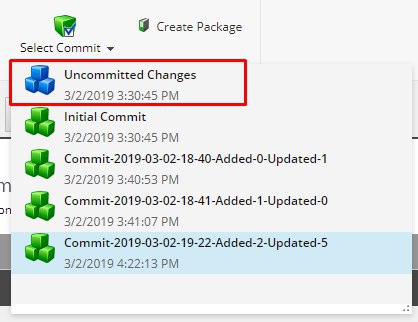 Create Package
Select Commit
Uncommitted Changes
3/2/2019 3:30:45 PM
Initial Commit
3/2/2019 3:30:45 PM
Commit-2019-03-02-18-40-Added-0-Updated-1
3/2/2019 3:40:53 PM
Commit-2019-03-02-18-41-Added-1-Updated-0
3/2/2019 3:41:07 PM
Commit-2019-03-02-19-22-Added-2-Updated-5
3/2/2019 4:22:13 PM